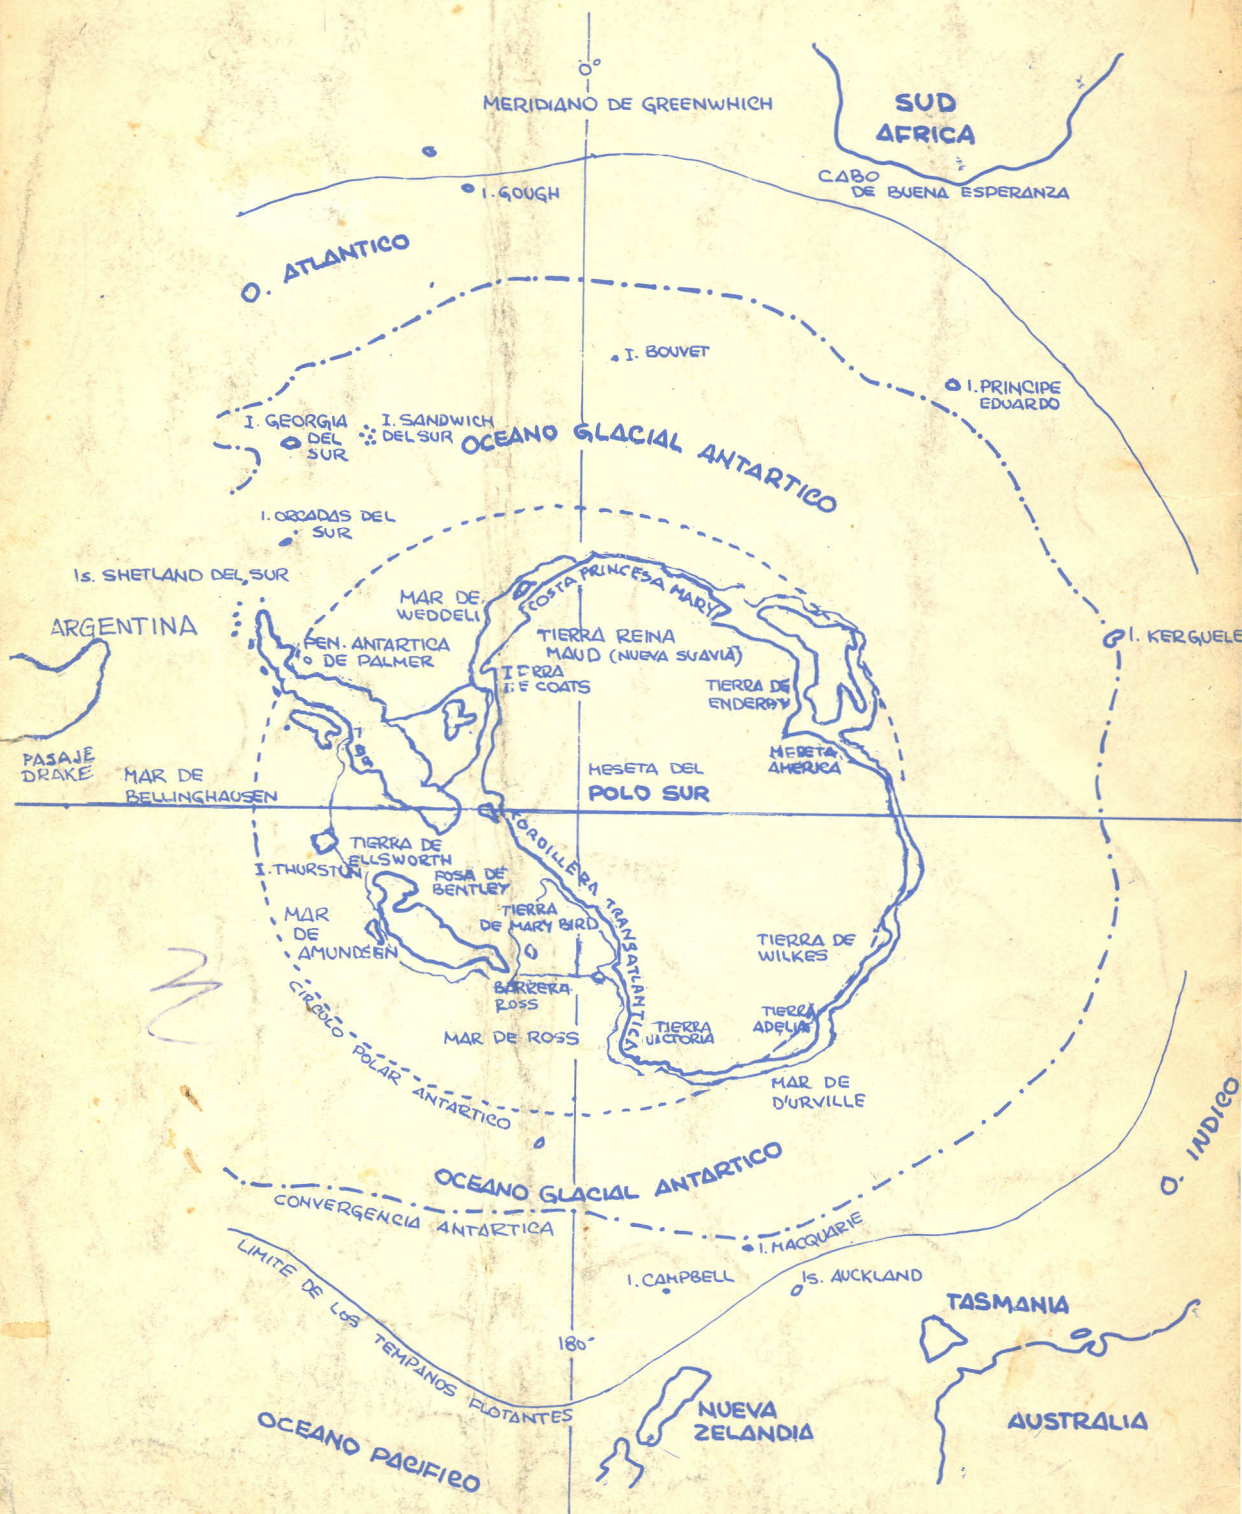 0°
MERIDIANO DE GREENWHICH
SUD
AFRICA
CABO
DE BUENA ESPERANZA
I. GOUGH
O. ATLANTICO
I. BOUVET
I. PRINCIPE
EDUARDO
I. GEORGIA
DEL
SUR
I. SANDWICH
DEL SUR
OCEANO GLACIAL ANTARTICO
I. ORCADAS DEL
SUR
Is. SHETLAND DEL SUR
ARGENTINA
MAR DE
WEDDELL
COSTA PRINCESA MARY
PEN. ANTARTICA
DE PALMER
TIERRA REINA
MAUD (NUEVA SUAVIA)
TIERRA
DE COATS
TIERRA DE
ENDERBY
I. KERGUELE
PASAJE
DRAKE
MAR DE
BELLINGHAUSEN
MESETA
AMERICA
MESETA DEL
POLO SUR
CORDILLERA TRANSATLANTICA
TIERRA DE
ELLSWORTH
I. THURSTON
FOSA DE
BENTLEY
TIERRA
DE MARY BIRD
MAR
DE
AMUNDSEN
TIERRA DE
WILKES
BARRERA
ROSS
CIRCULO POLAR ANTARTICO
MAR DE ROSS
TIERRA
VICTORIA
TIERRA
ADELIA
MAR DE
D'URVILLE
O. INDICO
OCEANO GLACIAL ANTARTICO
CONVERGENCIA ANTARTICA
I. MACQUARIE
LIMITE DE LOS TEMPANOS FLOTANTES
I. CAMPBELL
Is. AUCKLAND
TASMANIA
180°
NUEVA
ZELANDIA
AUSTRALIA
OCEANO PACIFICO